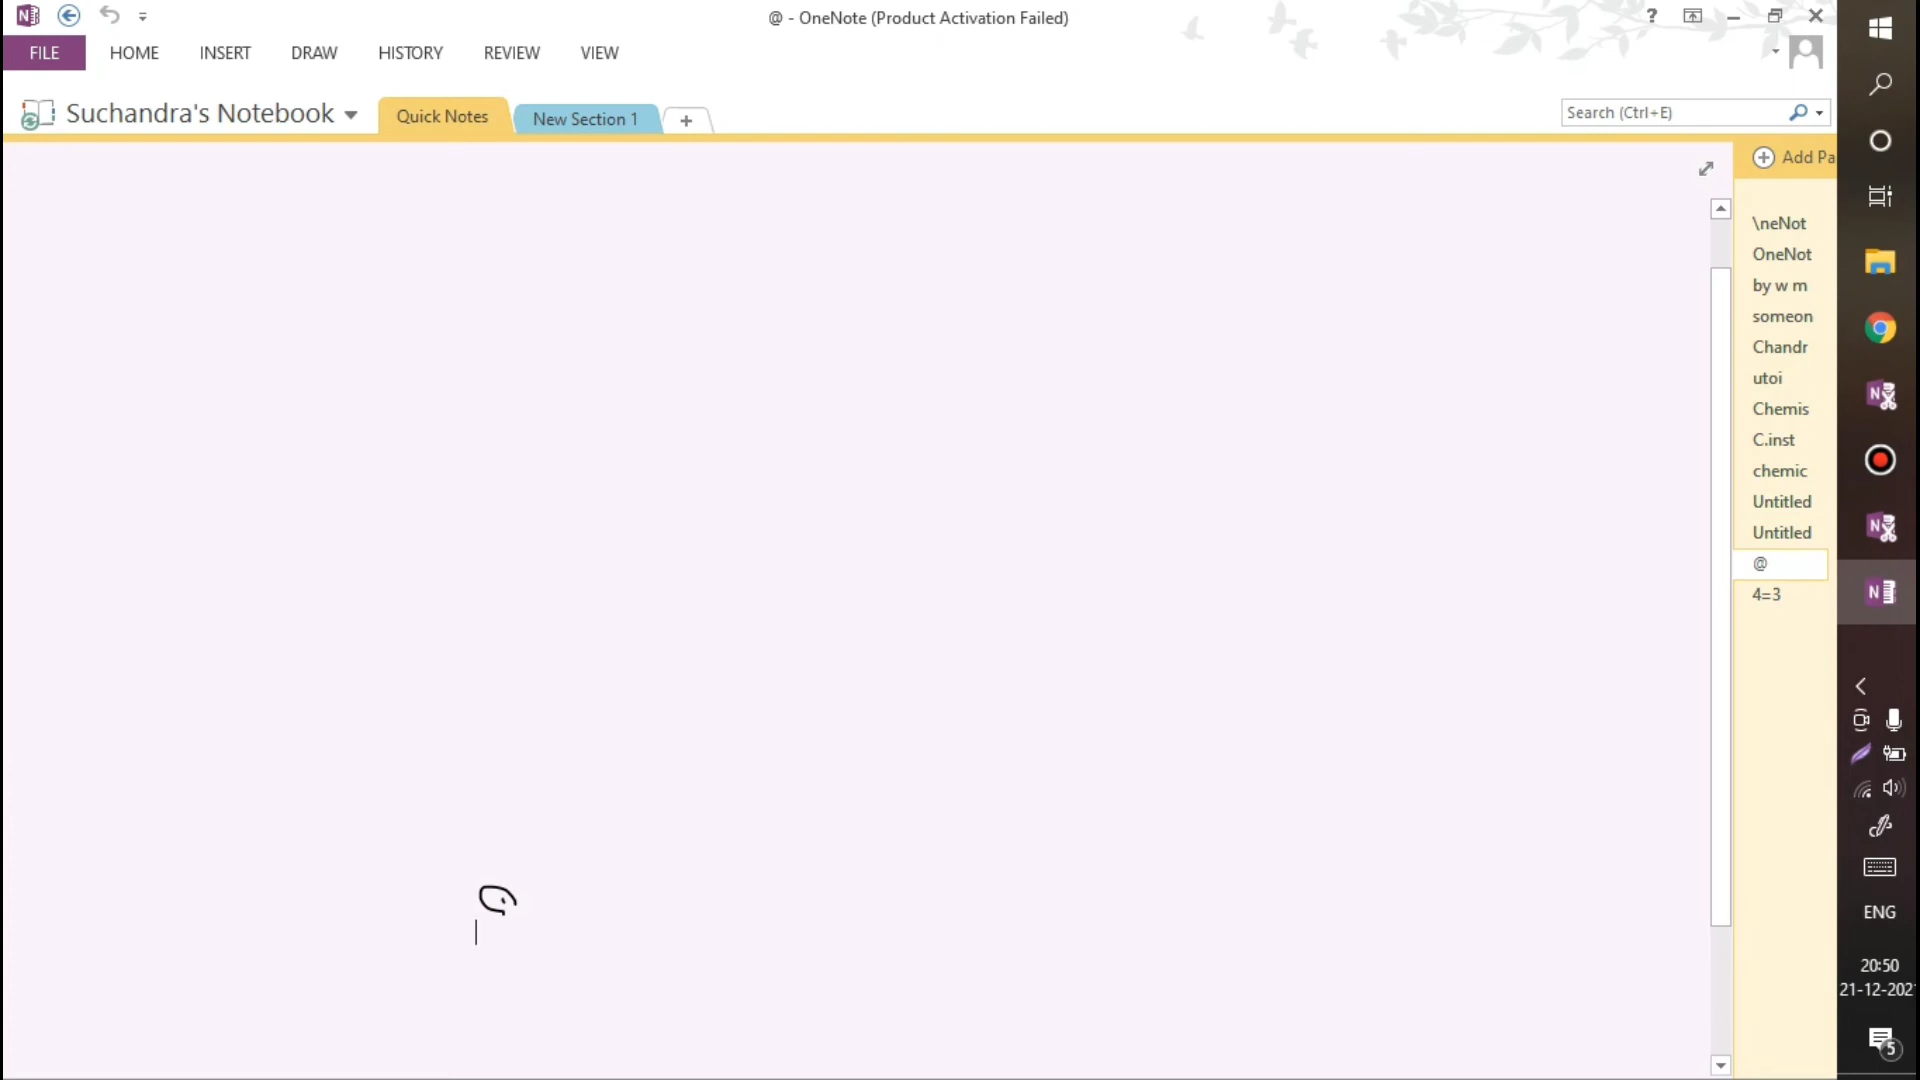 @ - OneNote (Product Activation Failed)
FILE HOME INSERT DRAW HISTORY REVIEW VIEW
Suchandra's Notebook Quick Notes New Section 1 +
Search (Ctrl+E)
Add Pa
\neNot
OneNot
by w m
someon
Chandr
utoi
Chemis
C.inst
chemic
Untitled
Untitled
@
4=3
ENG
20:50
21-12-202
5